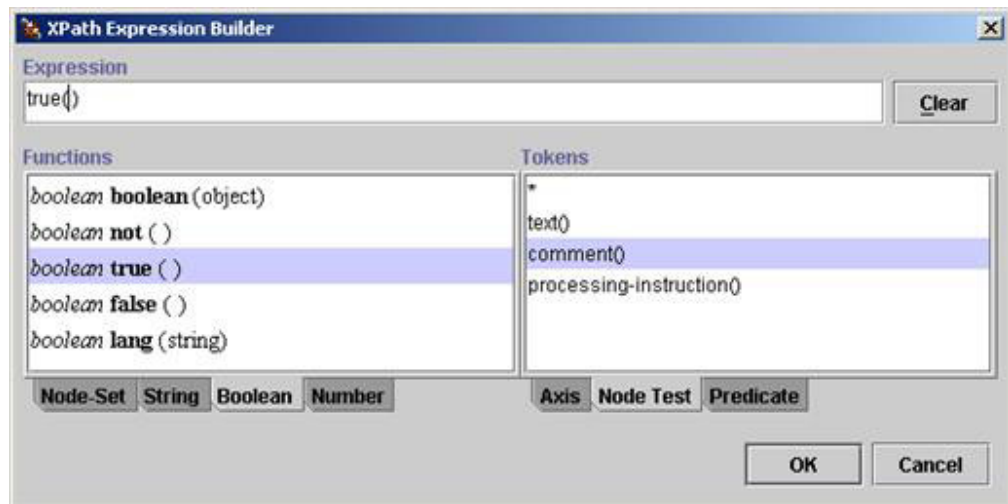 XPath Expression Builder
Expression
true()
Clear
Functions
boolean boolean (object)
boolean not ( )
boolean true ( )
boolean false ( )
boolean lang (string)
Node-Set String Boolean Number
Tokens
*
text()
comment()
processing-instruction()
Axis Node Test Predicate
OK Cancel